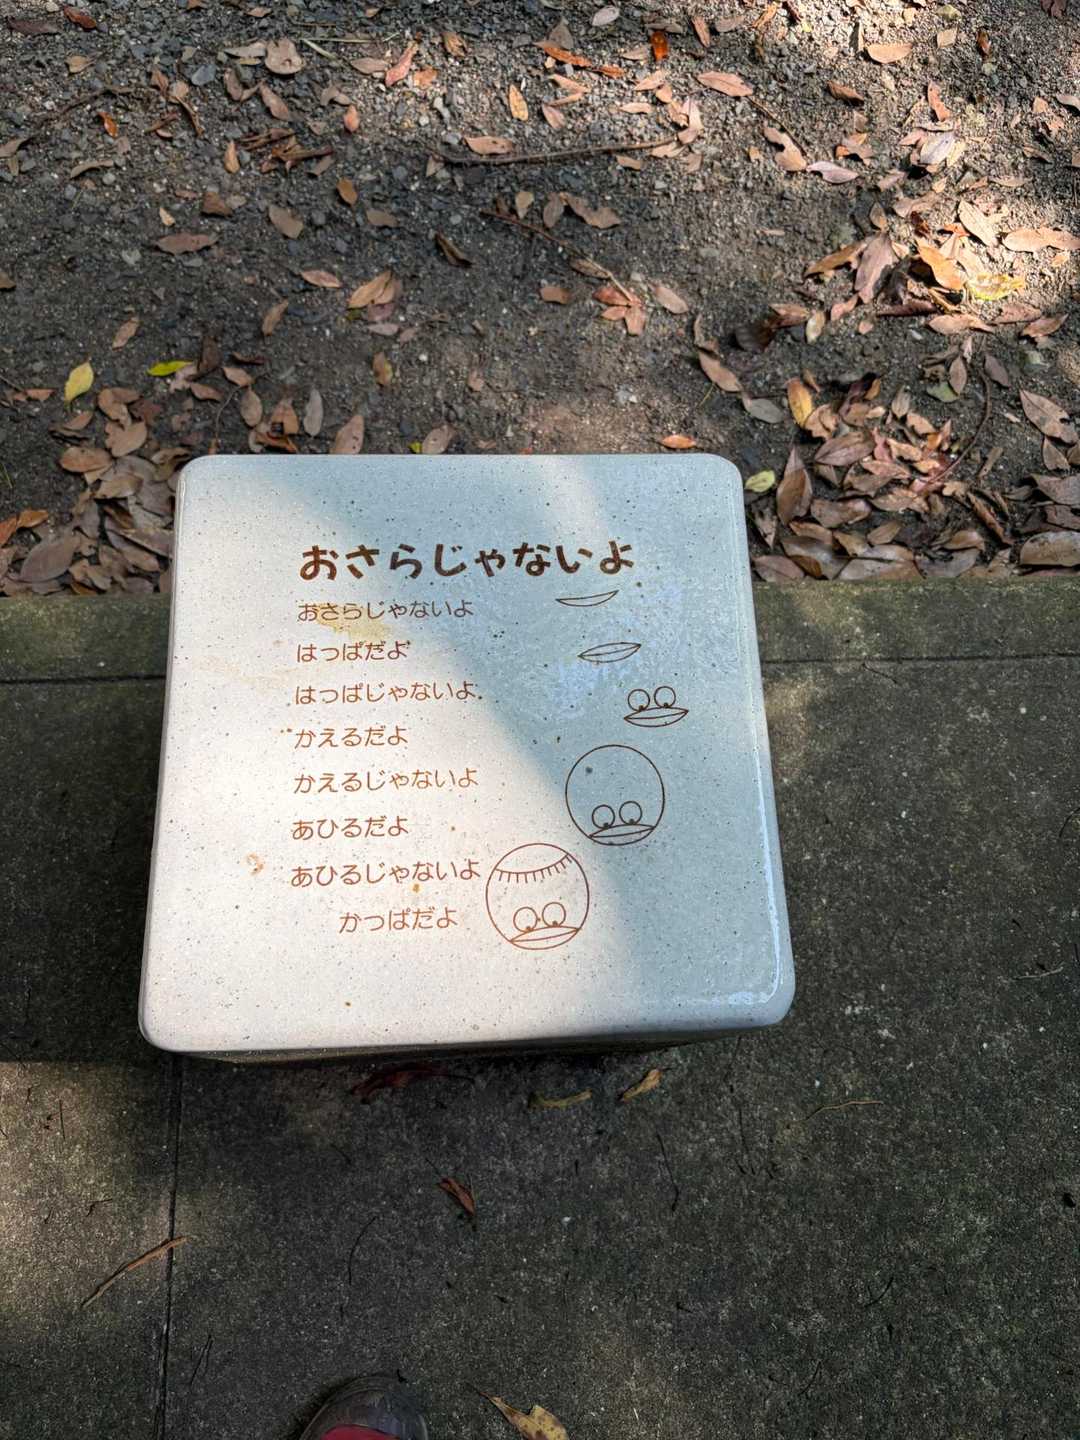 おさらじゃないよ
おさらじゃないよ
はっぱだよ
はっぱじゃないよ
かえるだよ
かえるじゃないよ
あひるだよ
あひるじゃないよ
かっぱだよ